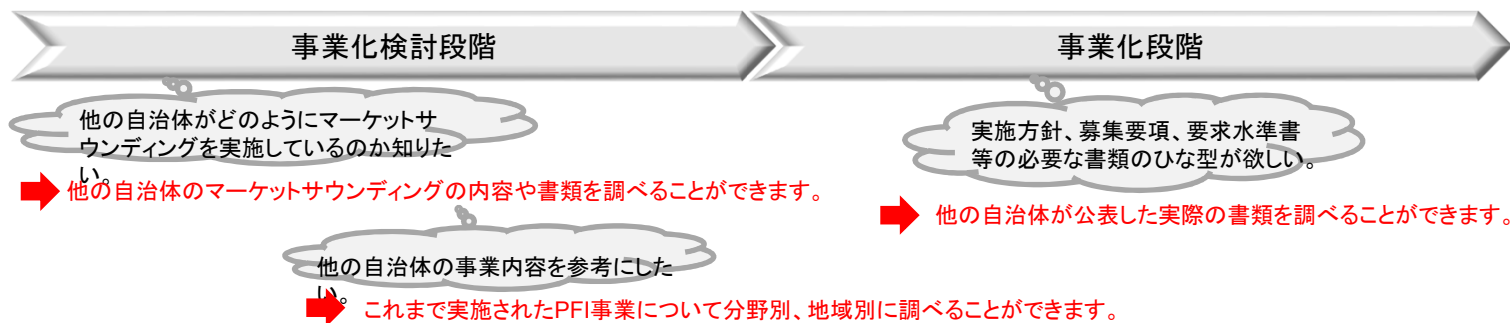 事業化検討段階
事業化段階
他の自治体がどのようにマーケットサ
ウンディングを実施しているのか知りた
い。
他の自治体のマーケットサウンディングの内容や書類を調べることができます。
実施方針、募集要項、要求水準書
等の必要な書類のひな型が欲しい。
他の自治体が公表した実際の書類を調べることができます。
他の自治体の事業内容を参考にした
い。
これまで実施されたPFI事業について分野別、地域別に調べることができます。